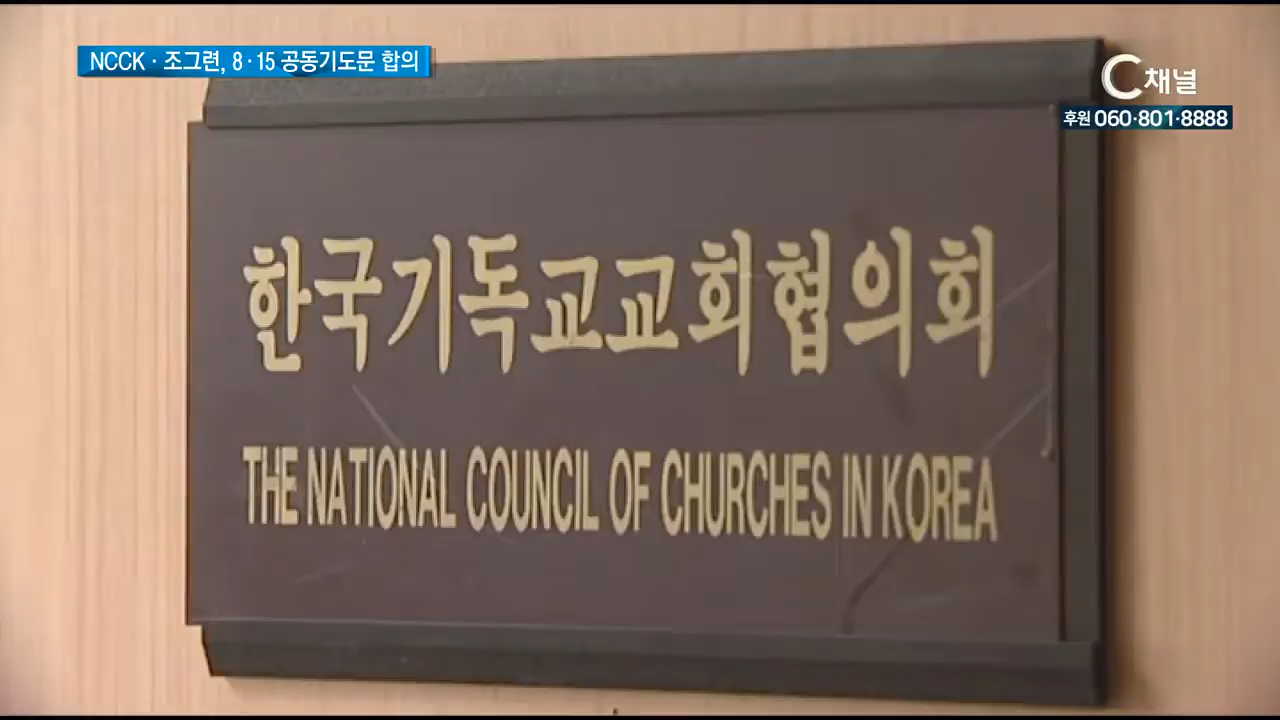 NCCK·조그련, 8·15 공동기도문 합의
C채널
후원 060·801·8888
한국기독교교회협의회
THE NATIONAL COUNCIL OF CHURCHES IN KOREA